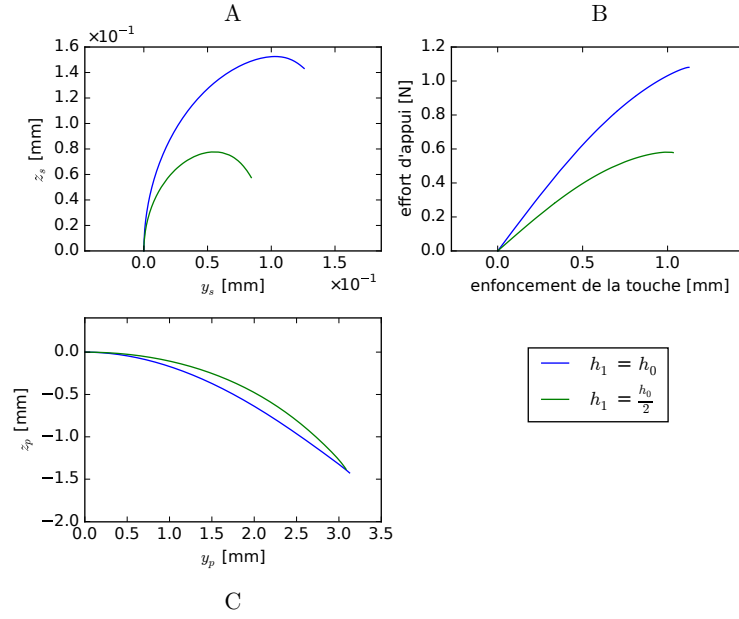 A
B
×10⁻¹
1.6
1.4
1.2
1.0
0.8
0.6
0.4
0.2
0.0
z_s [mm]
0.0 0.5 1.0 1.5
×10⁻¹
y_s [mm]
1.2
1.0
0.8
0.6
0.4
0.2
0.0
effort d'appui [N]
0.0 0.5 1.0
enfoncement de la touche [mm]
0.0
−0.5
−1.0
−1.5
−2.0
z_p [mm]
0.0 0.5 1.0 1.5 2.0 2.5 3.0 3.5
y_p [mm]
h₁ = h₀
h₁ = h₀/2
C